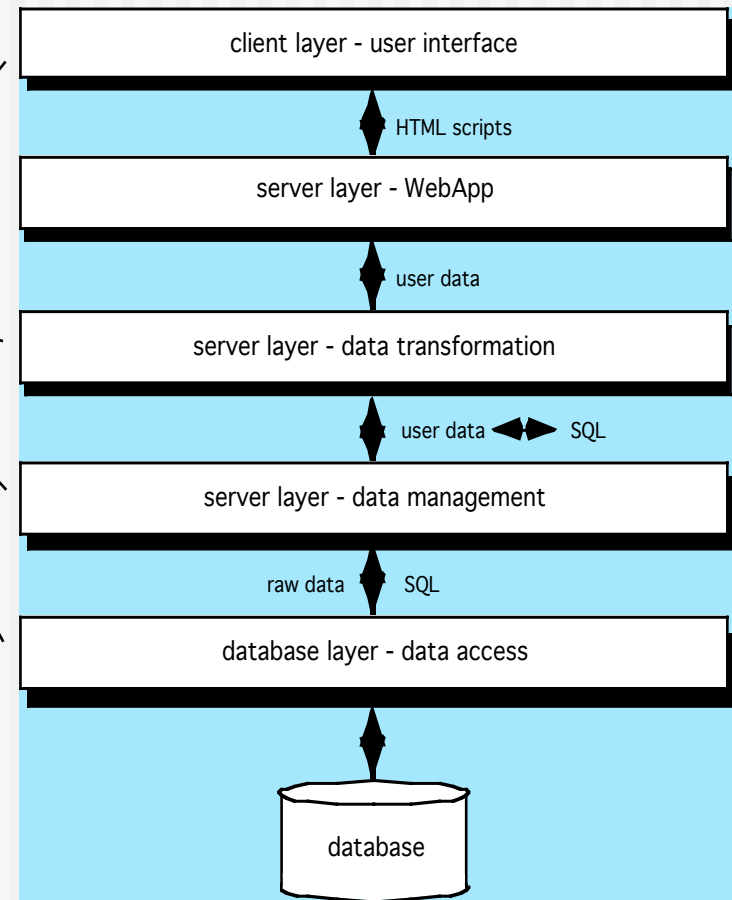 client layer - user interface
HTML scripts
server layer - WebApp
user data
server layer - data transformation
user data SQL
server layer - data management
raw data SQL
database layer - data access
database